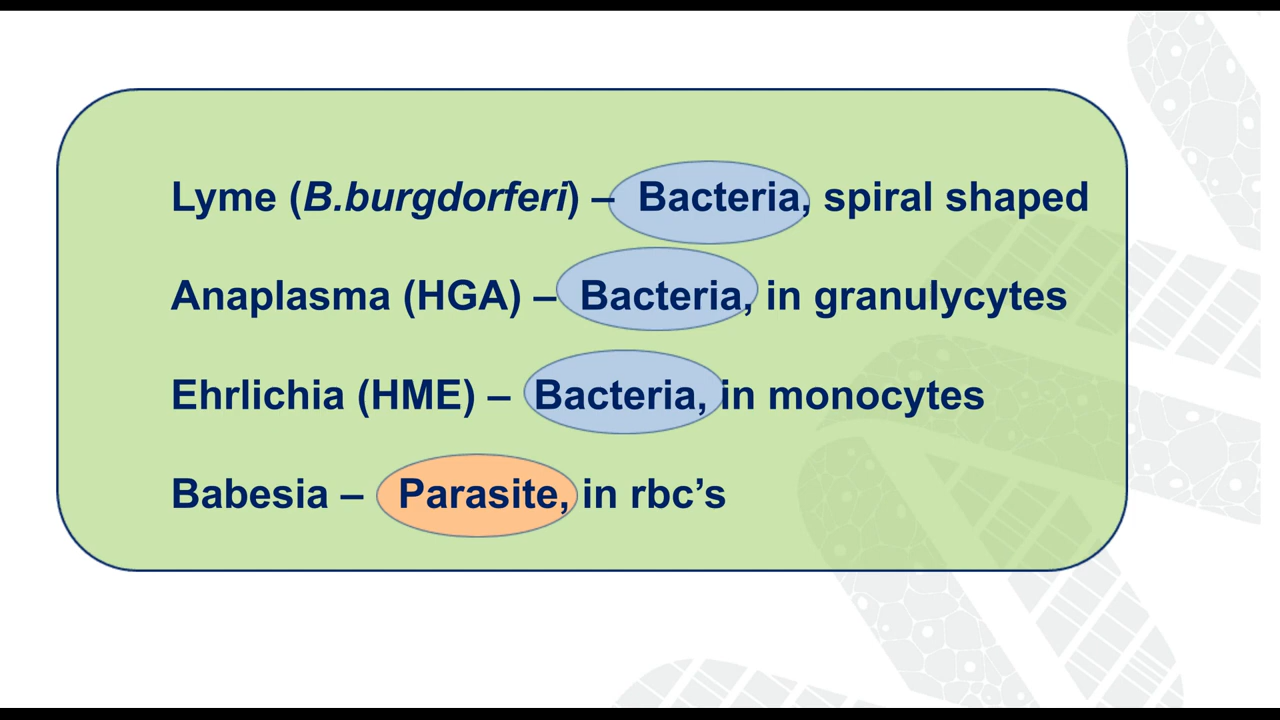 Lyme (B.burgdorferi) – Bacteria, spiral shaped
Anaplasma (HGA) – Bacteria, in granulycytes
Ehrlichia (HME) – Bacteria, in monocytes
Babesia – Parasite, in rbc’s